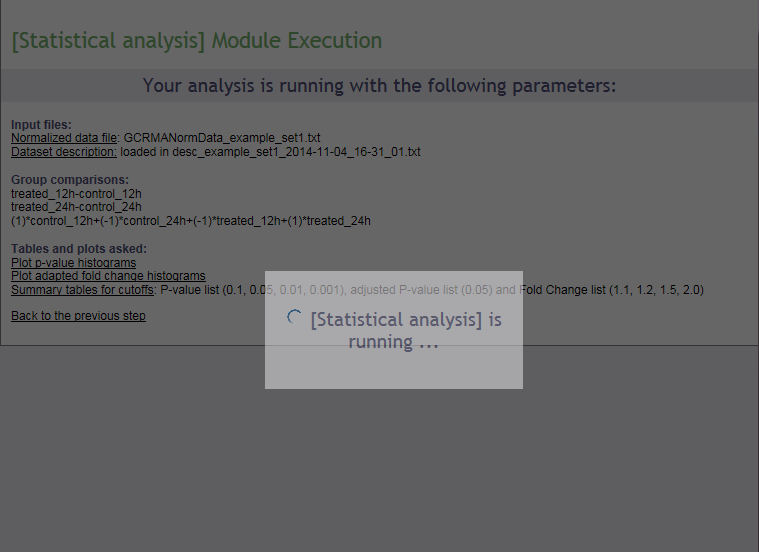 [Statistical analysis] Module Execution
Your analysis is running with the following parameters:
Input files:
Normalized data file: GCRMANormData_example_set1.txt
Dataset description: loaded in desc_example_set1_2014-11-04_16-31_01.txt
Group comparisons:
treated_12h-control_12h
treated_24h-control_24h
(1)*control_12h+(-1)*control_24h+(-1)*treated_12h+(1)*treated_24h
Tables and plots asked:
Plot p-value histograms
Plot adapted fold change histograms
Summary tables for cutoffs: P-value list (0.1, 0.05, 0.01, 0.001), adjusted P-value list (0.05) and Fold Change list (1.1, 1.2, 1.5, 2.0)
[Statistical analysis] is
running ...
Back to the previous step